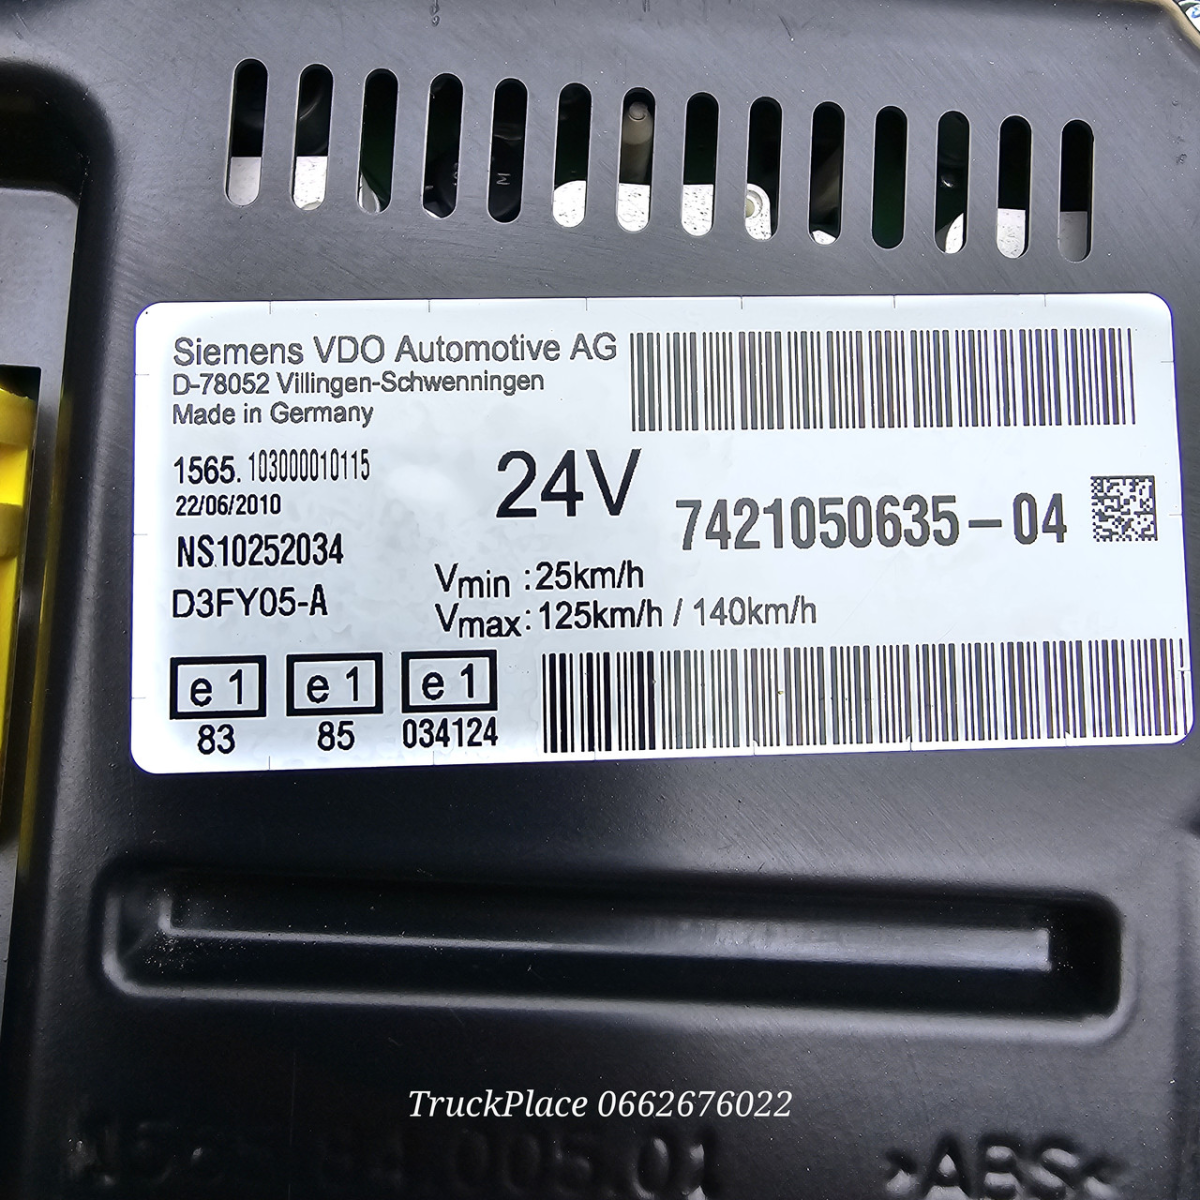 Siemens VDO Automotive AG
D-78052 Villingen-Schwenningen
Made in Germany
1565. 103000010115
22/06/2010
24V
7421050635-04
NS10252034
D3FY05-A
Vmin :25km/h
Vmax: 125km/h / 140km/h
e 1
83
e 1
85
e 1
034124
TruckPlace 0662676022
>ABS<